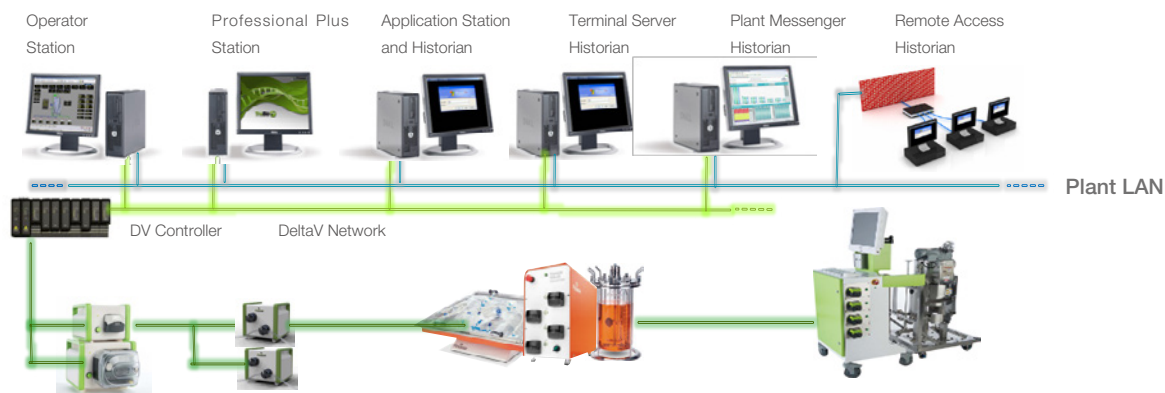 Operator
Station
Professional Plus
Station
Application Station
and Historian
Terminal Server
Historian
Plant Messenger
Historian
Remote Access
Historian
Plant LAN
DV Controller
DeltaV Network